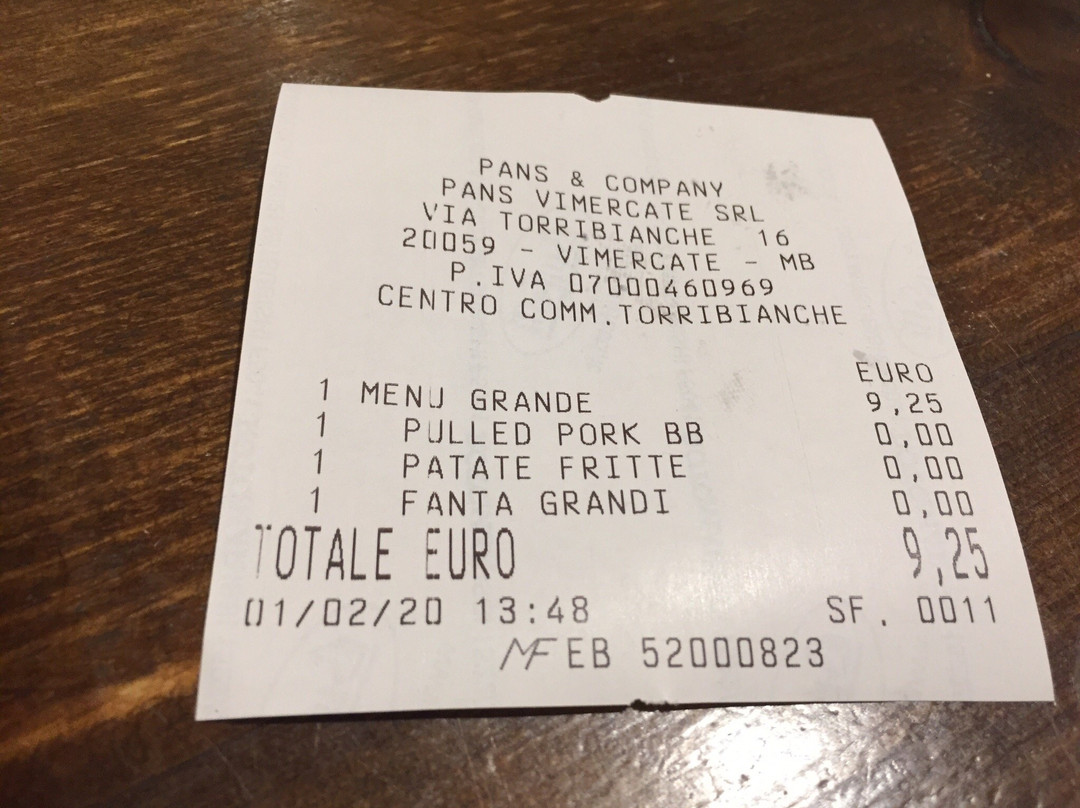 PANS & COMPANY
PANS VIMERCATE SRL
VIA TORRIBIANCHE 16
20059 - VIMERCATE - MB
P.IVA 07000460969
CENTRO COMM.TORRIBIANCHE
EURO
1 MENU GRANDE 9,25
1 PULLED PORK BB 0,00
1 PATATE FRITTE 0,00
1 FANTA GRANDI 0,00
TOTALE EURO 9,25
01/02/20 13:48 SF. 0011
MF EB 52000823